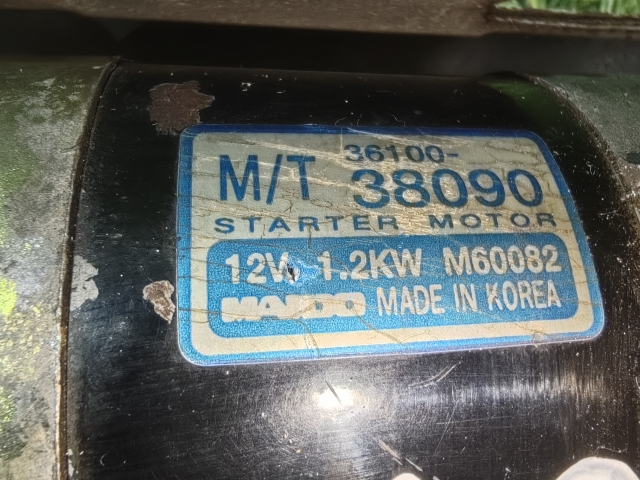 36100-
M/T 38090
STARTER MOTOR
12V 1.2KW M60082
MANDO MADE IN KOREA